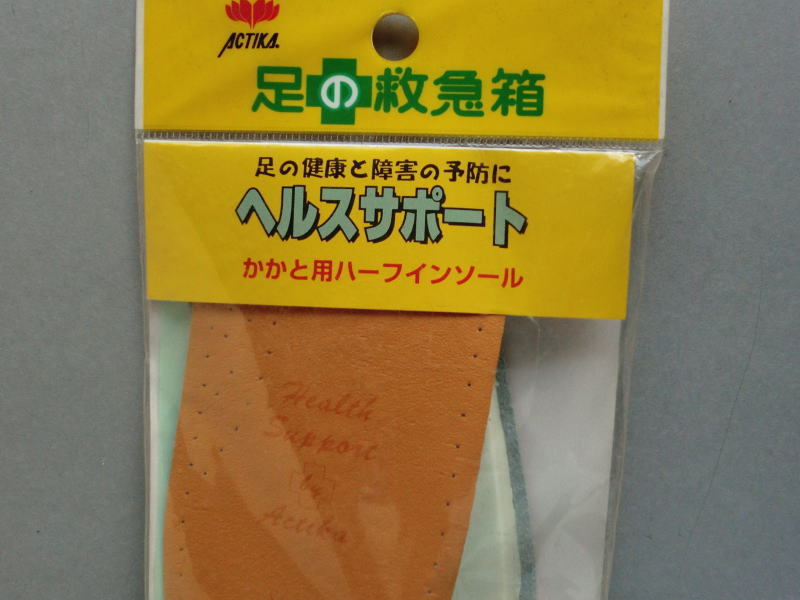 ACTIKA.
足の救急箱
足の健康と障害の予防に
ヘルスサポート
かかと用ハーフインソール
Health
Support
by
Actika